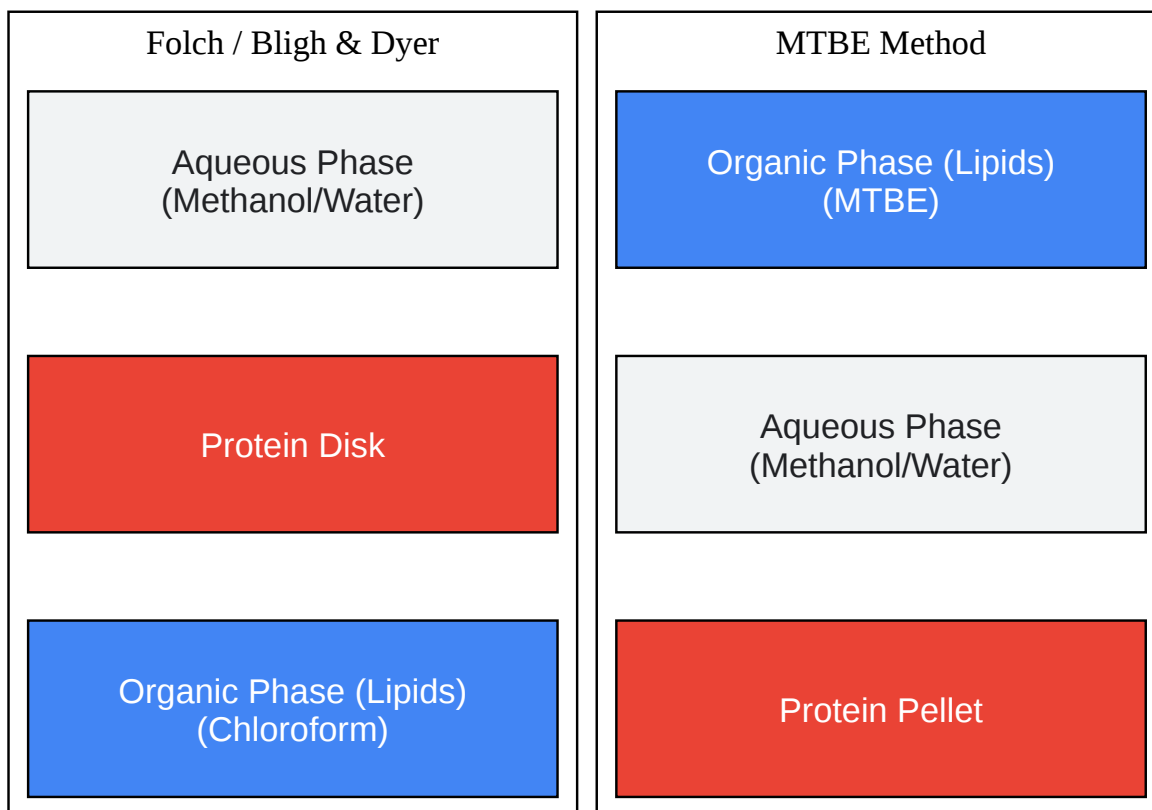 Folch / Bligh & Dyer
Aqueous Phase
(Methanol/Water)
Protein Disk
Organic Phase (Lipids)
(Chloroform)
MTBE Method
Organic Phase (Lipids)
(MTBE)
Aqueous Phase
(Methanol/Water)
Protein Pellet